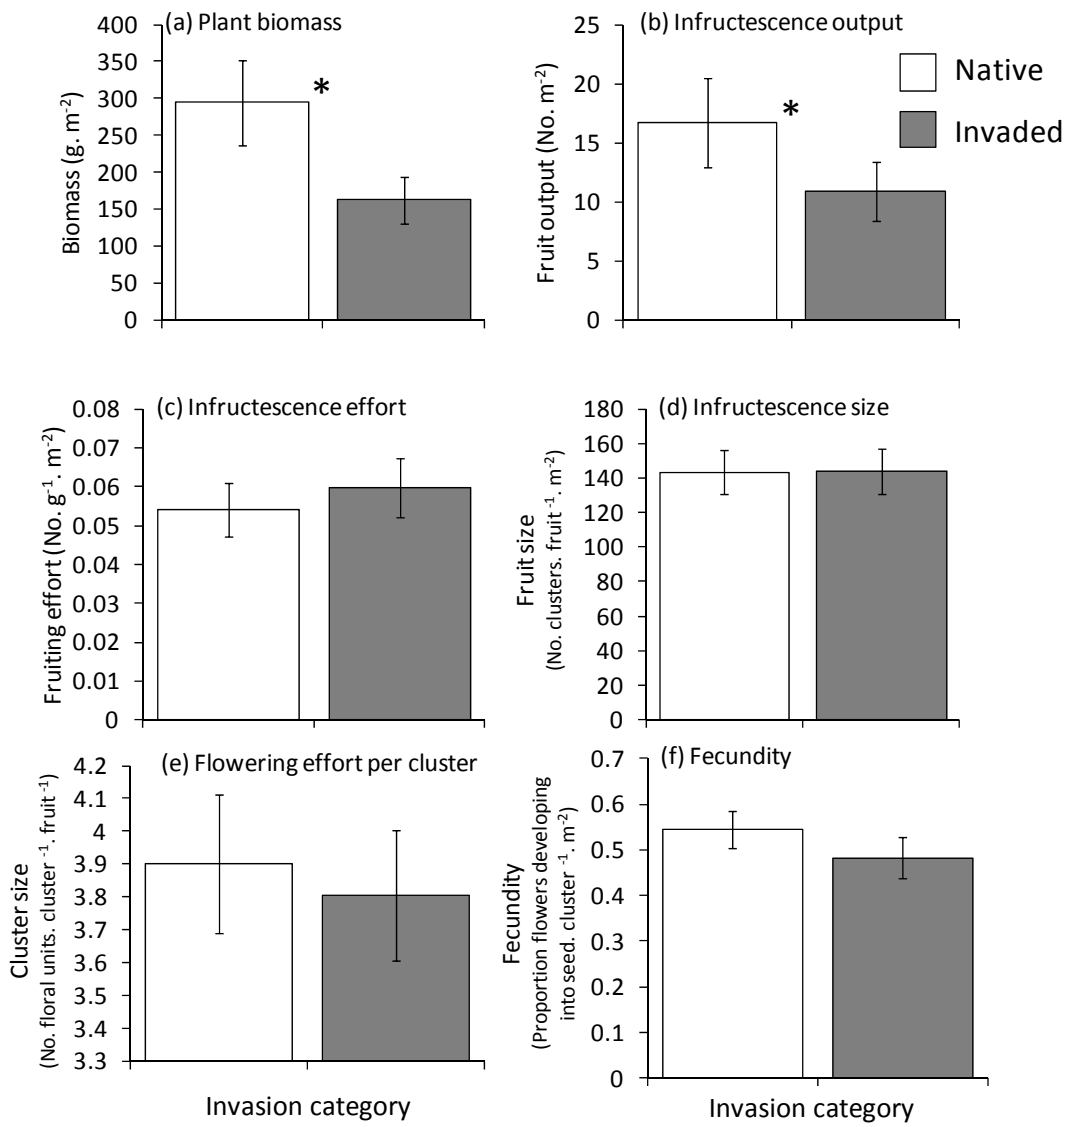 (a) Plant biomass
Biomass (g. m⁻²)
400
350
300
250
200
150
100
50
0
*
(b) Infructescence output
Fruit output (No. m⁻²)
25
20
15
10
5
0
*
Native
Invaded
(c) Infructescence effort
Fruiting effort (No. g⁻¹. m⁻²)
0.08
0.07
0.06
0.05
0.04
0.03
0.02
0.01
0
(d) Infructescence size
Fruit size
(No. clusters. fruit ⁻¹. m⁻²)
180
160
140
120
100
80
60
40
20
0
(e) Flowering effort per cluster
Cluster size
(No. floral units. cluster ⁻¹. fruit⁻¹)
4.2
4.1
4
3.9
3.8
3.7
3.6
3.5
3.4
3.3
Invasion category
(f) Fecundity
Fecundity
(Proportion flowers developing
into seed. cluster ⁻¹. m⁻²)
0.7
0.6
0.5
0.4
0.3
0.2
0.1
0
Invasion category